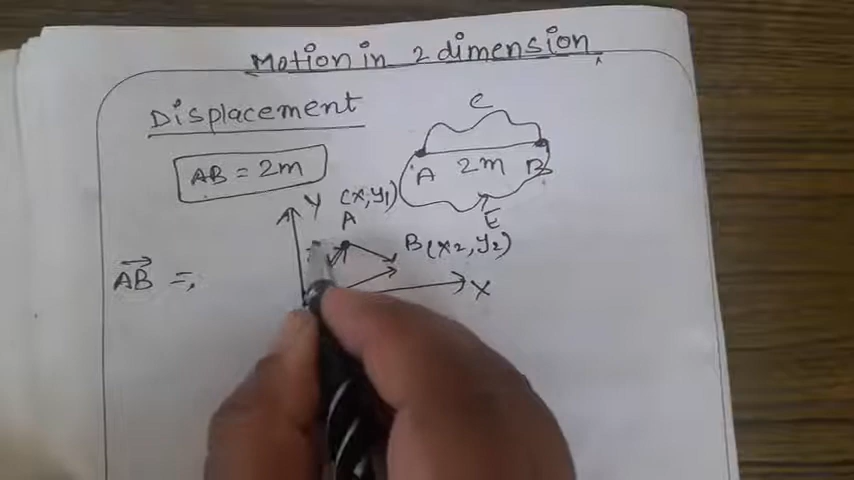 Motion in 2 dimension
Displacement
C
AB = 2m
A 2m B
E
Y (x,y1)
A
B(x2,y2)
AB =,
X